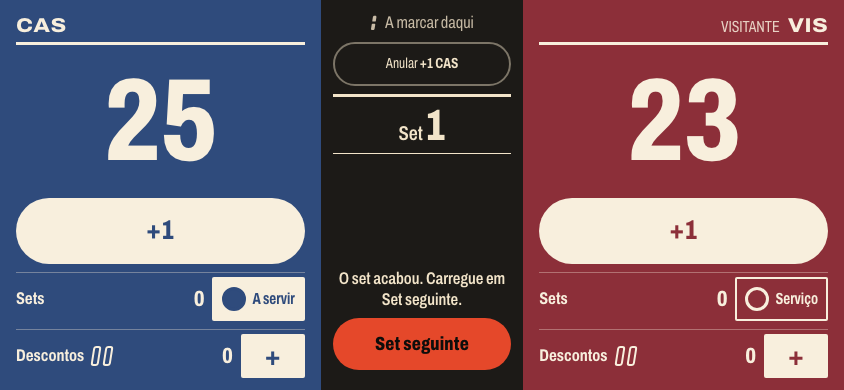 CAS
25
+1
Sets 0 A servir
Descontos 0 +
A marcar daqui
Anular +1 CAS
Set 1
O set acabou. Carregue em
Set seguinte.
Set seguinte
VISITANTE VIS
23
+1
Sets 0 Serviço
Descontos 0 +